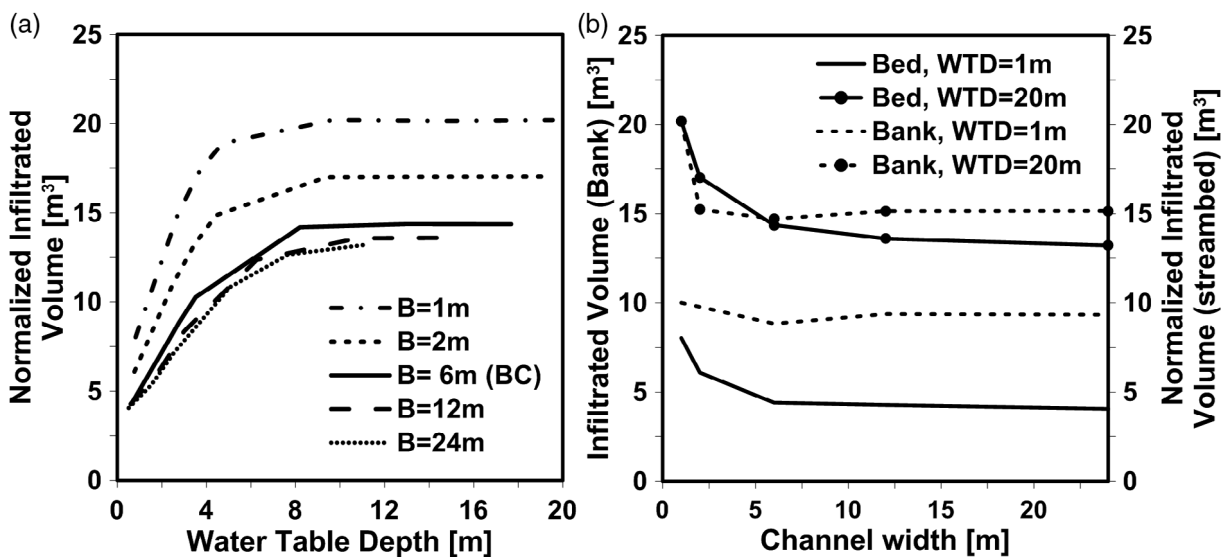 (a)
Normalized Infiltrated
Volume [m³]
25
20
15
10
5
0
B=1m
B=2m
B= 6m (BC)
B=12m
B=24m
0 4 8 12 16 20
Water Table Depth [m]
(b)
Infiltrated Volume (Bank) [m³]
25
20
15
10
5
0
Bed, WTD=1m
Bed, WTD=20m
Bank, WTD=1m
Bank, WTD=20m
0 5 10 15 20
Channel width [m]
25
20
15
10
5
0
Normalized Infiltrated
Volume (streambed) [m³]